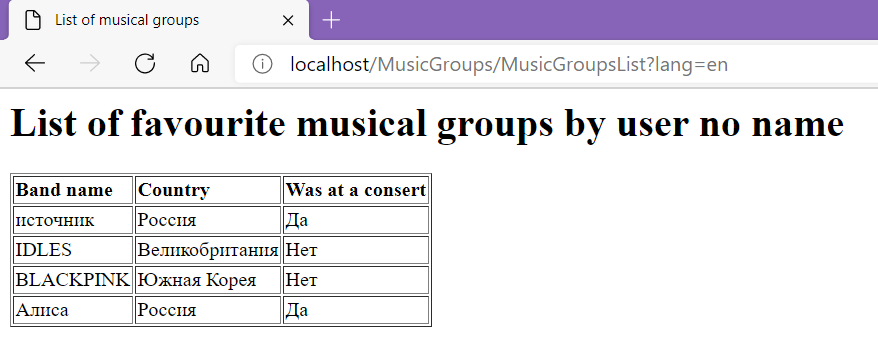 List of musical groups
localhost/MusicGroups/MusicGroupsList?lang=en
List of favourite musical groups by user no name
Band name Country Was at a consert
источник Россия Да
IDLES Великобритания Нет
BLACKPINK Южная Корея Нет
Алиса Россия Да